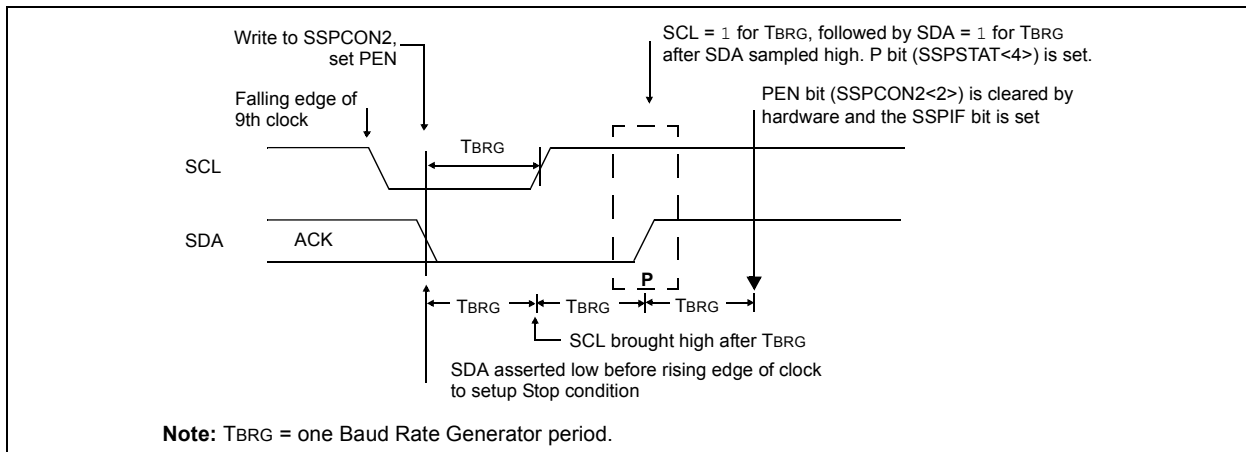 SCL = 1 for TBRG, followed by SDA = 1 for TBRG
after SDA sampled high. P bit (SSPSTAT<4>) is set.
Write to SSPCON2,
set PEN
PEN bit (SSPCON2<2>) is cleared by
hardware and the SSPIF bit is set
Falling edge of
9th clock
TBRG
SCL
SDA
ACK
P
TBRG
TBRG
TBRG
SCL brought high after TBRG
SDA asserted low before rising edge of clock
to setup Stop condition
Note: TBRG = one Baud Rate Generator period.